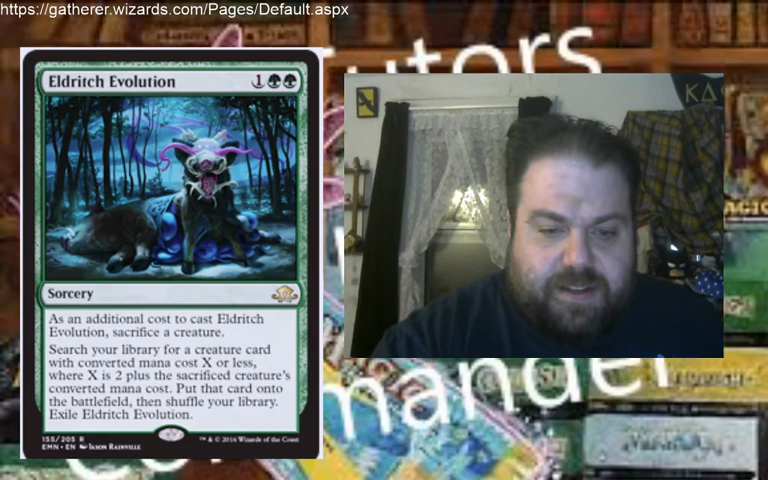 https://gatherer.wizards.com/Pages/Default.aspx
Tutors
Eldritch Evolution 1
KΔ
Sorcery
As an additional cost to cast Eldritch
Evolution, sacrifice a creature.
Search your library for a creature card
with converted mana cost X or less,
where X is 2 plus the sacrificed creature's
converted mana cost. Put that card onto
the battlefield, then shuffle your library.
Exile Eldritch Evolution.
155/205 R
EMN • EN Jason Rainville
™ & © 2016 Wizards of the Coast